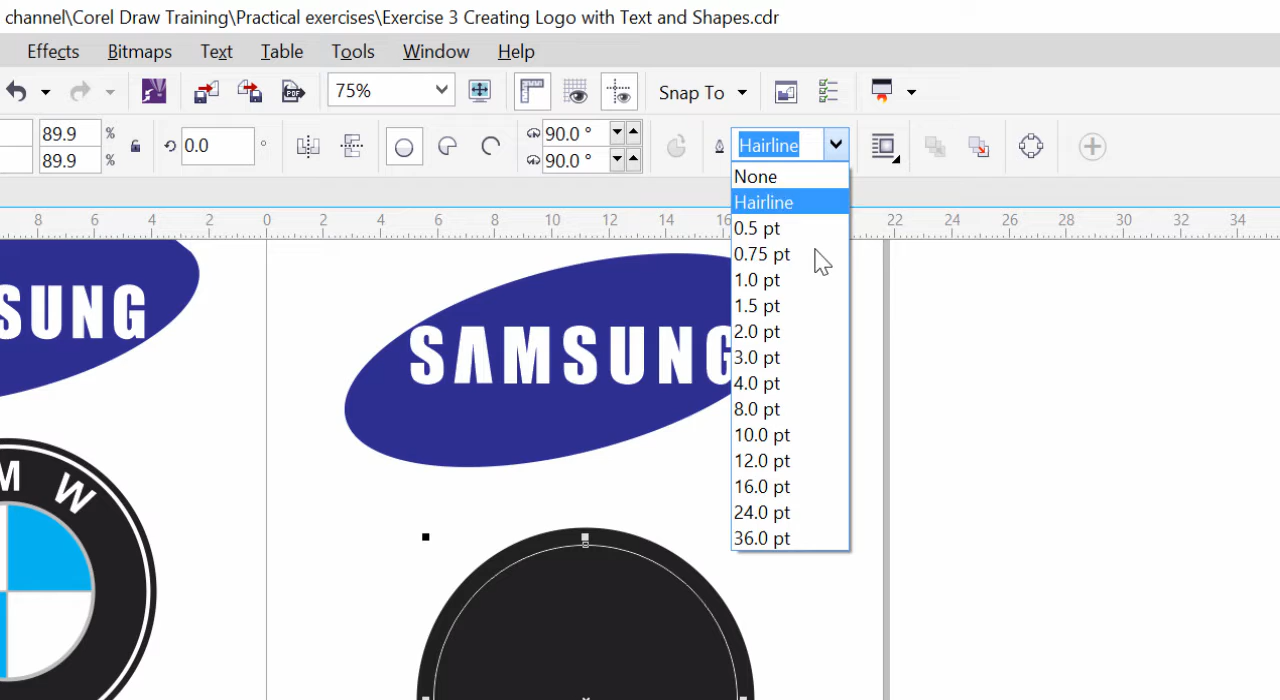 channel\Corel Draw Training\Practical exercises\Exercise 3 Creating Logo with Text and Shapes.cdr
Effects Bitmaps Text Table Tools Window Help
PDF 75% Snap To
89.9 % 0.0 ° 90.0 ° Hairline
89.9 % 90.0 °
None
Hairline
0.5 pt
0.75 pt
1.0 pt
1.5 pt
2.0 pt
3.0 pt
4.0 pt
8.0 pt
10.0 pt
12.0 pt
16.0 pt
24.0 pt
36.0 pt
8 6 4 2 0 2 4 6 8 10 12 14 16 22 24 26 28 30 32 34
SUNG
SAMSUNG
M W